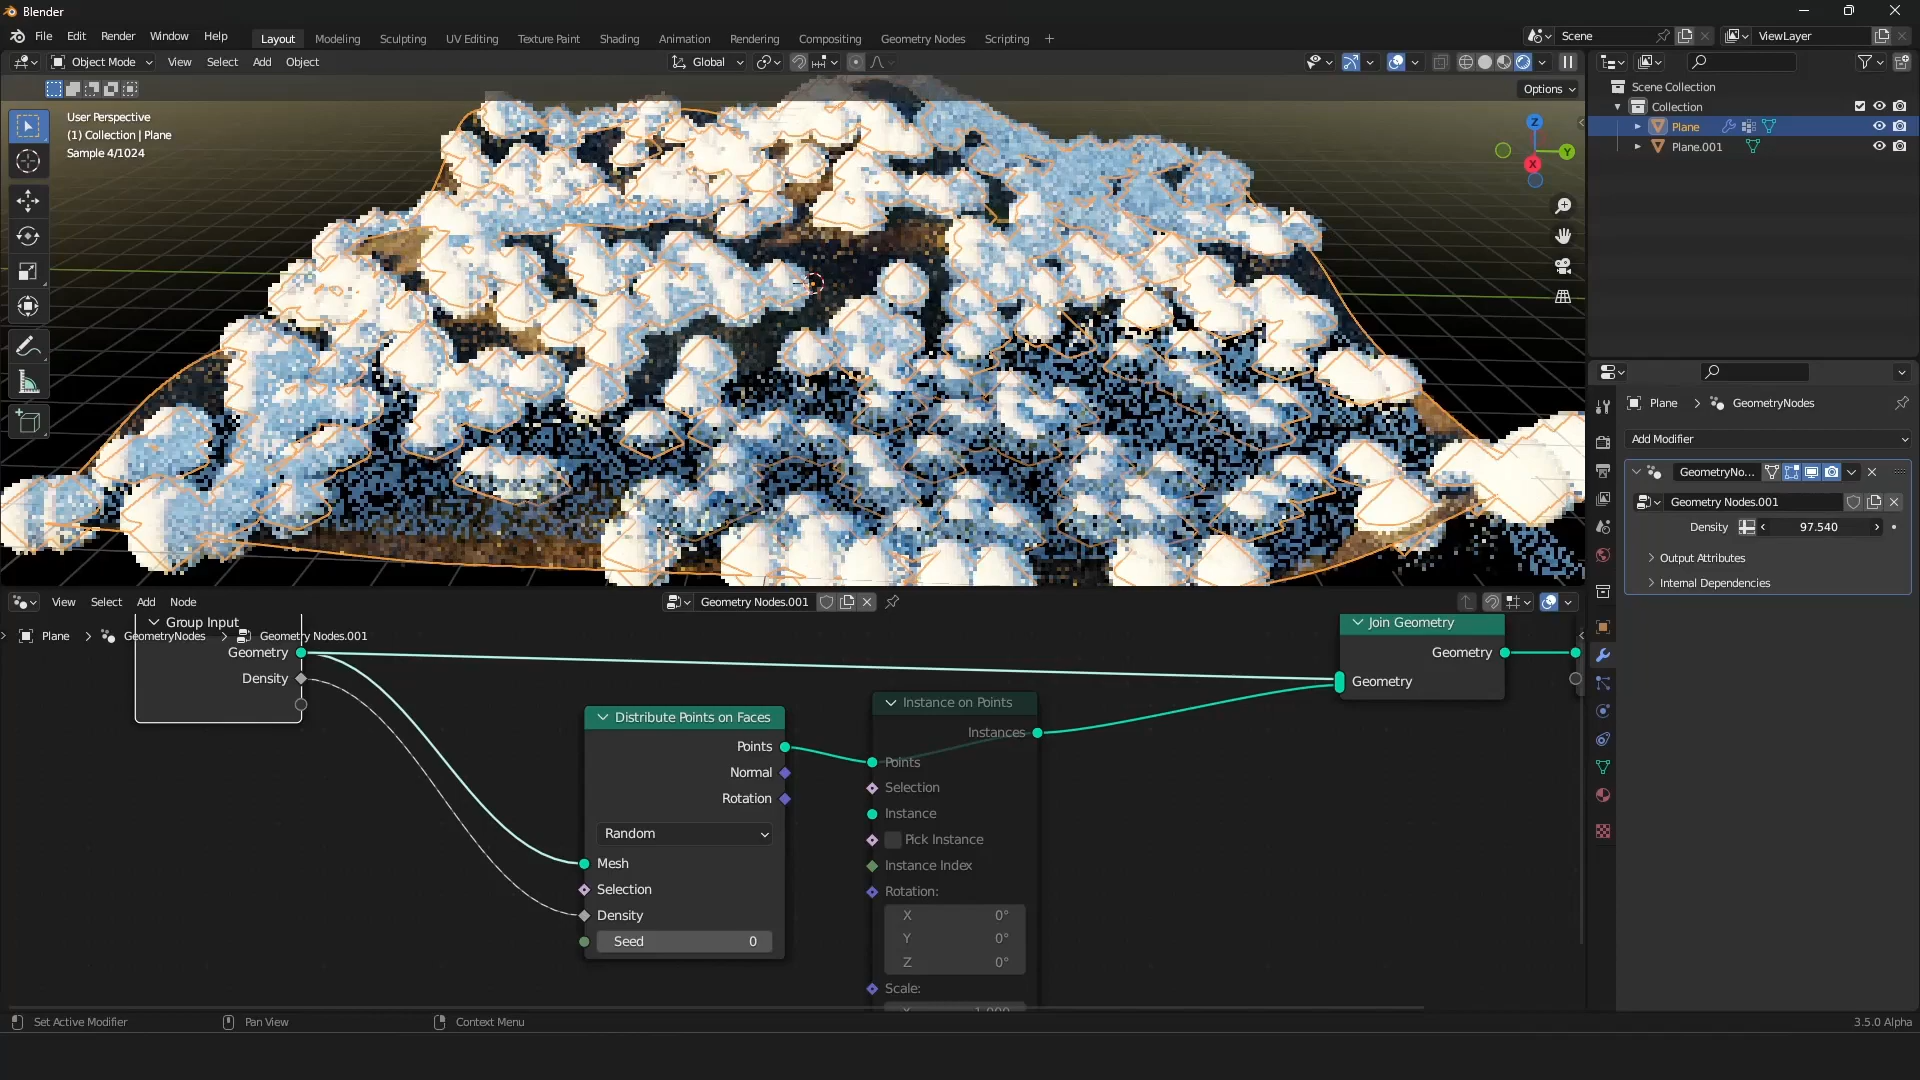 Blender
File Edit Render Window Help
Layout Modeling Sculpting UV Editing Texture Paint Shading Animation Rendering Compositing Geometry Nodes Scripting +
Scene
ViewLayer
Object Mode View Select Add Object
Global
Options
User Perspective
(1) Collection | Plane
Sample 4/1024
Z
Y
X
Scene Collection
Collection
Plane
Plane.001
Plane > GeometryNodes
Add Modifier
GeometryNo...
Geometry Nodes.001
Density 97.540
Output Attributes
Internal Dependencies
View Select Add Node
Geometry Nodes.001
Plane > GeometryNodes > Geometry Nodes.001
Group Input
Geometry
Density
Distribute Points on Faces
Points
Normal
Rotation
Random
Mesh
Selection
Density
Seed 0
Instance on Points
Instances
Points
Selection
Instance
Pick Instance
Instance Index
Rotation:
X 0°
Y 0°
Z 0°
Scale:
X 1.000
Join Geometry
Geometry
Geometry
Set Active Modifier
Pan View
Context Menu
3.5.0 Alpha